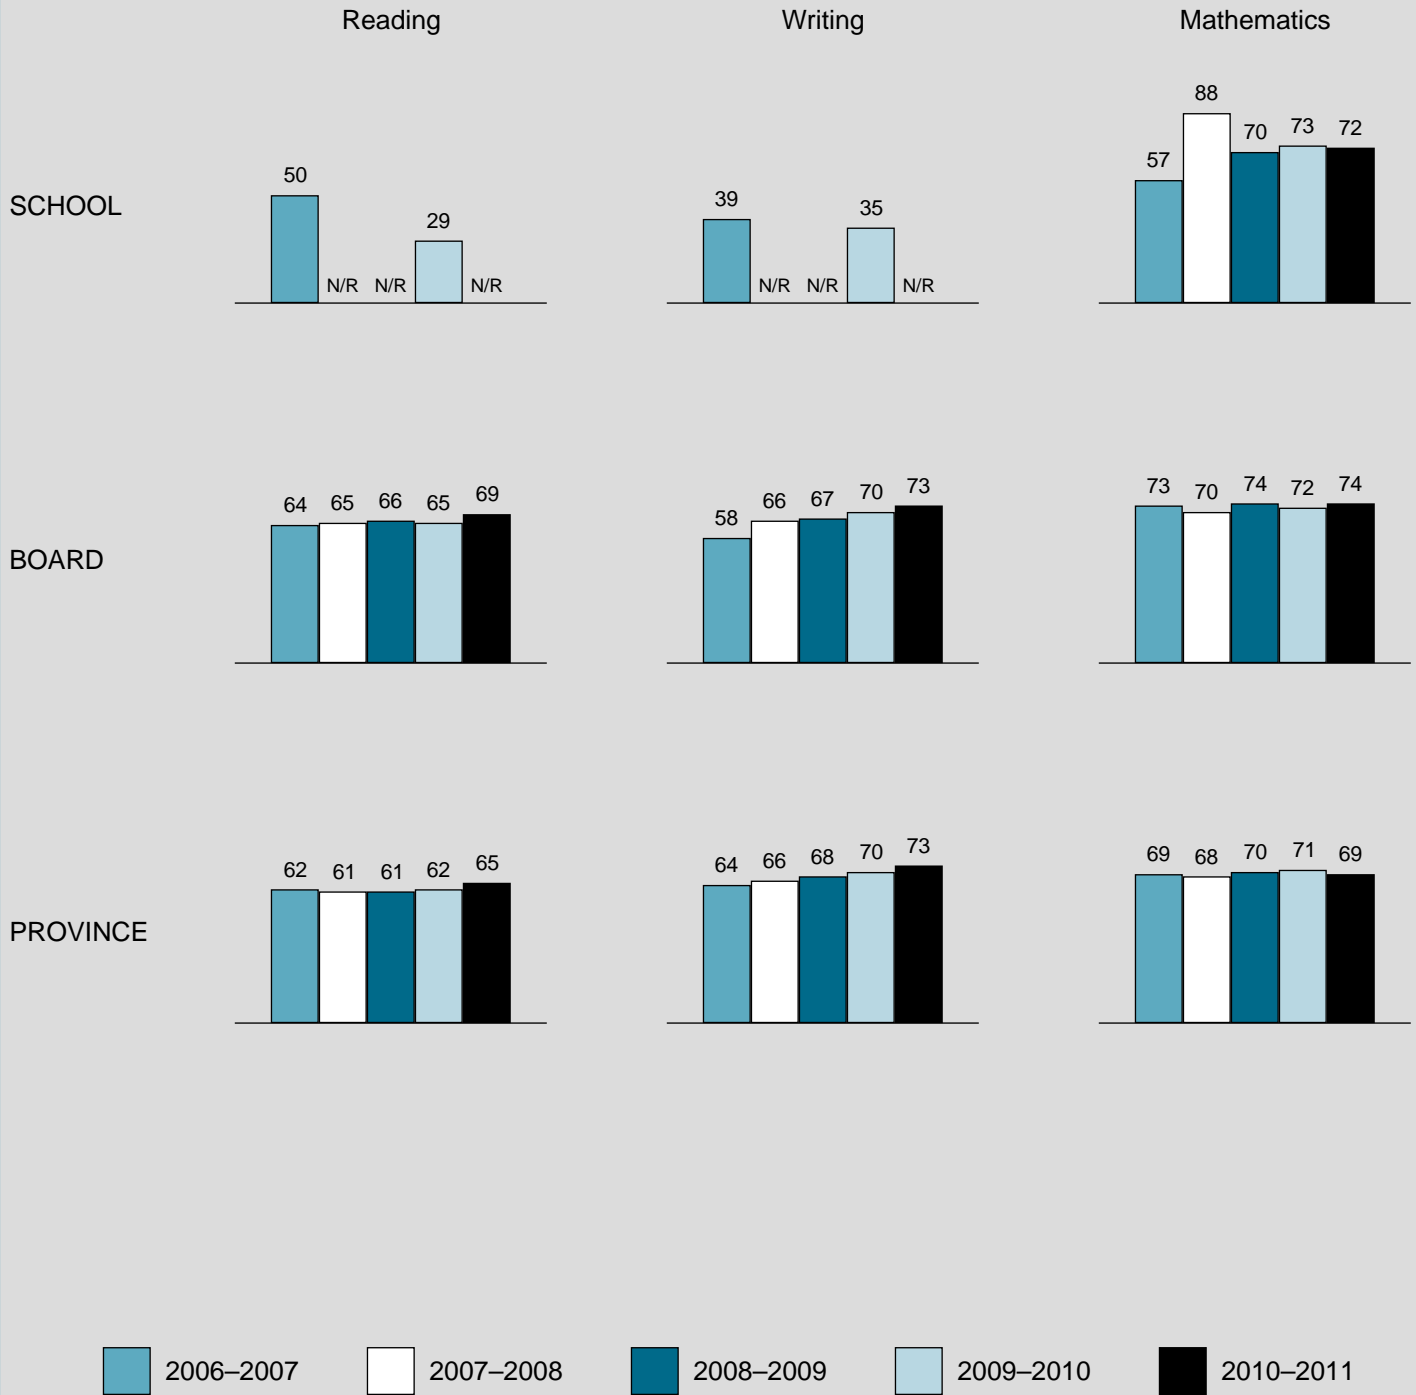 Reading Writing Mathematics
SCHOOL
50 N/R N/R 29 N/R
39 N/R N/R 35 N/R
57 88 70 73 72
BOARD
64 65 66 65 69
58 66 67 70 73
73 70 74 72 74
PROVINCE
62 61 61 62 65
64 66 68 70 73
69 68 70 71 69
2006–2007 2007–2008 2008–2009 2009–2010 2010–2011